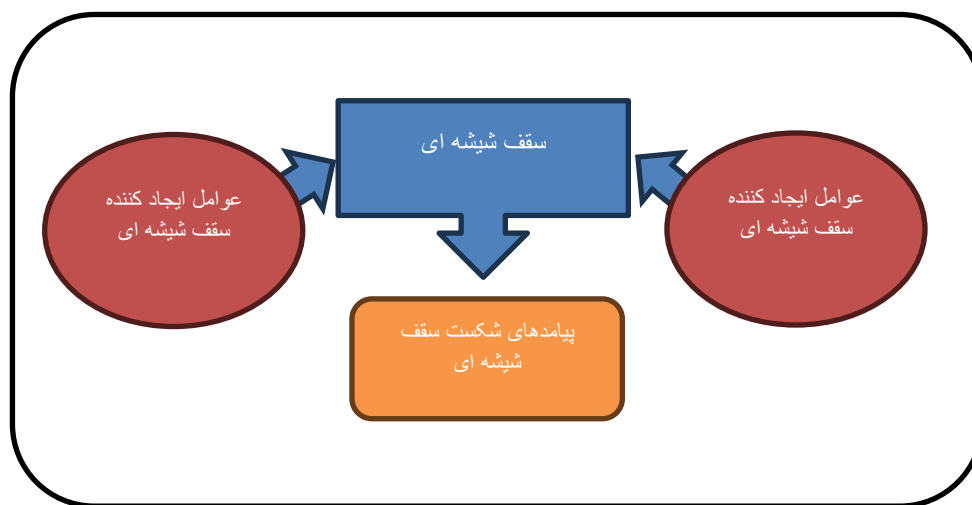 سقف شیشه ای
عوامل ایجاد کننده
سقف شیشه ای
عوامل ایجاد کننده
سقف شیشه ای
پیامدهای شکست سقف
شیشه ای